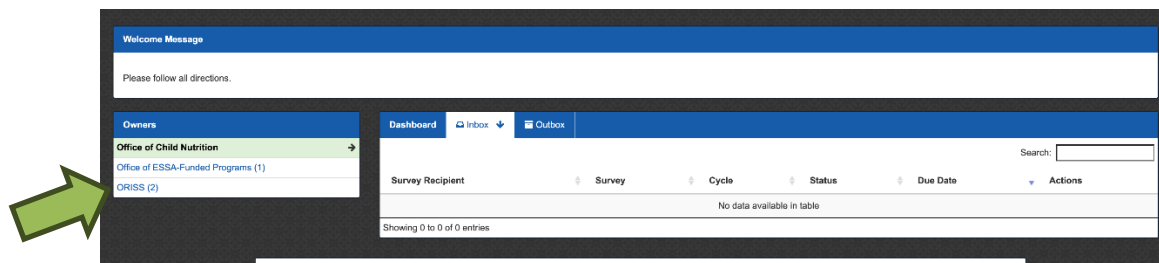 Welcome Message
Please follow all directions.
Owners
Office of Child Nutrition
Office of ESSA-Funded Programs (1)
ORISS (2)
Dashboard Inbox Outbox
Search:
Survey Recipient Survey Cycle Status Due Date Actions
No data available in table
Showing 0 to 0 of 0 entries